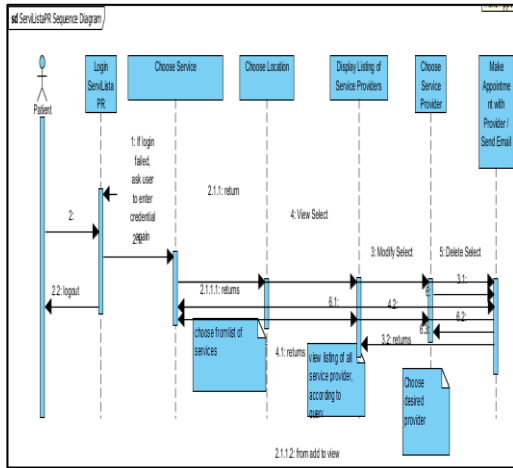 sd ServiListaPR Sequence Diagram
Patient
Login
ServiLista
PR
Choose Service
Choose Location
Display Listing of
Service Providers
Choose
Service
Provider
Make
Appointme
nt with
Provider /
Send Email
1: If login
failed,
ask user
to enter
credential
again
2.1.1: return
4: View Select
2:
3: Modify Select
5: Delete Select
2.2: logout
2.1.1.1: returns
3.1:
6.1:
4.2:
6.2:
3.2: returns
choose fromlist of
services
4.1: returns
view listing of all
service provider,
according to
query
Choose
desired
provider
2.1.1.2: from add to view